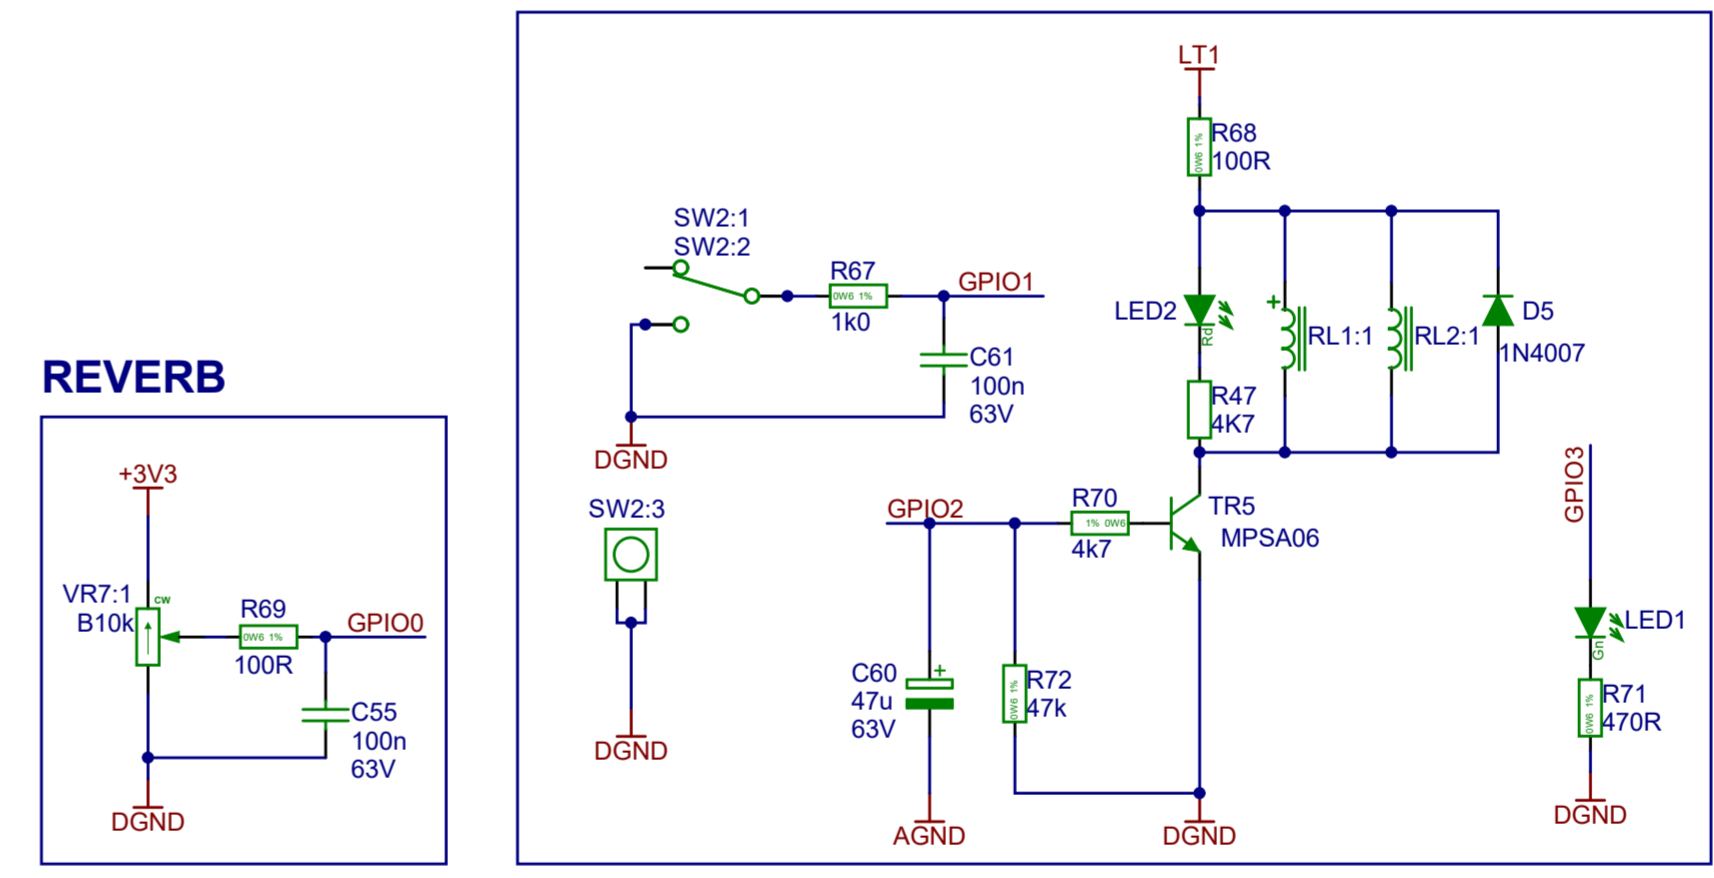 REVERB
+3V3
VR7:1
B10k
CW
R69
0W6 1%
100R
GPIO0
C55
100n
63V
DGND
SW2:1
SW2:2
R67
0W6 1%
1k0
GPIO1
C61
100n
63V
DGND
SW2:3
DGND
LT1
R68
0W6 1%
100R
LED2
Rd
+
RL1:1
RL2:1
D5
1N4007
R47
4K7
GPIO2
R70
1% 0W6
4k7
TR5
MPSA06
C60
+
47u
63V
R72
0W6 1%
47k
AGND
DGND
GPIO3
LED1
Gn
R71
0W6 1%
470R
DGND